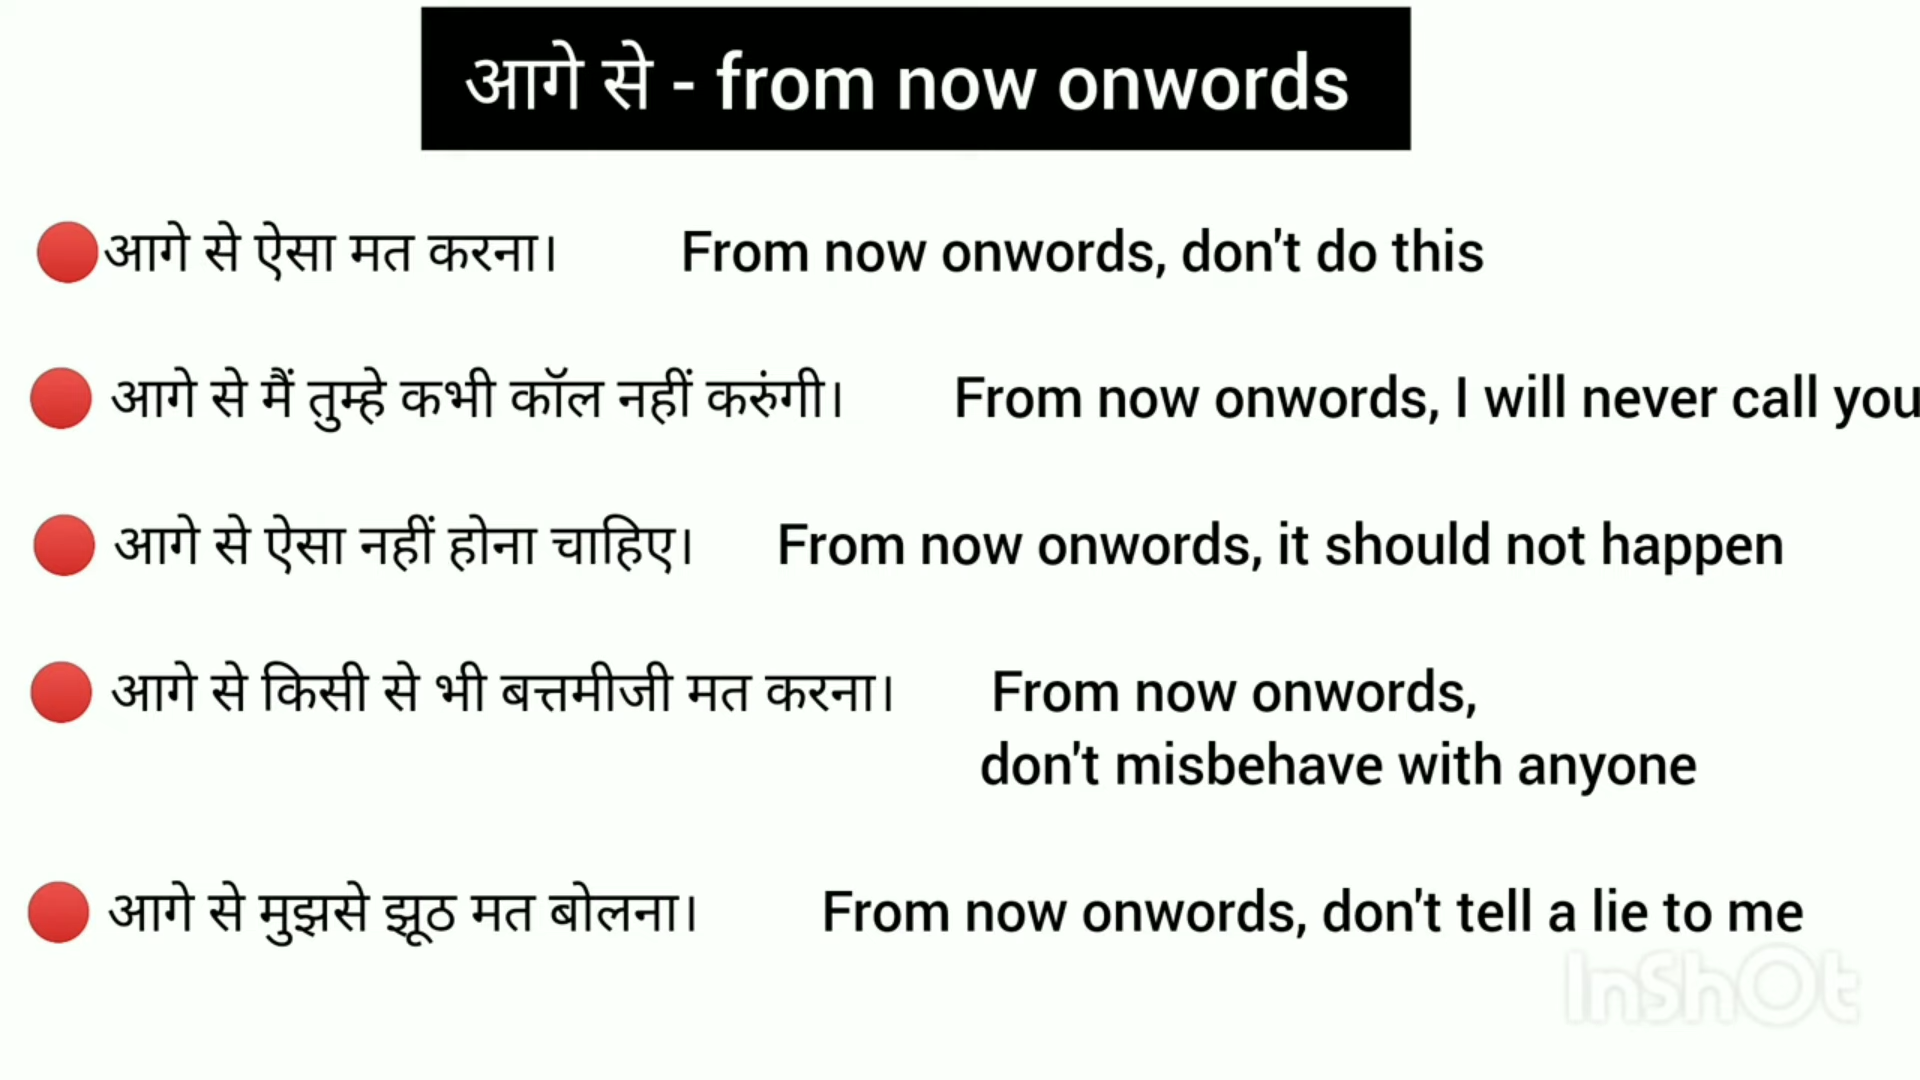 आगे से - from now onwords
आगे से ऐसा मत करना। From now onwords, don't do this
आगे से मैं तुम्हे कभी कॉल नहीं करुंगी। From now onwords, I will never call you
आगे से ऐसा नहीं होना चाहिए। From now onwords, it should not happen
आगे से किसी से भी बत्तमीजी मत करना। From now onwords,
don't misbehave with anyone
आगे से मुझसे झूठ मत बोलना। From now onwords, don't tell a lie to me
InShOt